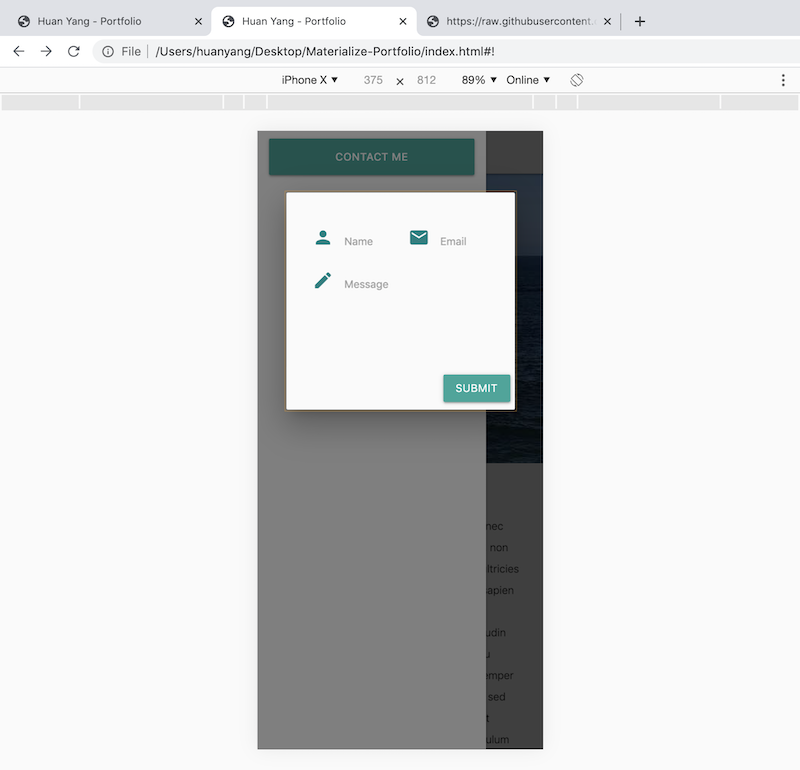 Huan Yang - Portfolio
Huan Yang - Portfolio
https://raw.githubusercontent.
File
/Users/huanyang/Desktop/Materialize-Portfolio/index.html#!
iPhone X
375
812
89%
Online
CONTACT ME
Name
Email
Message
SUBMIT
nec
non
ltricies
sapien
udin
u
emper
sed
t
ulum